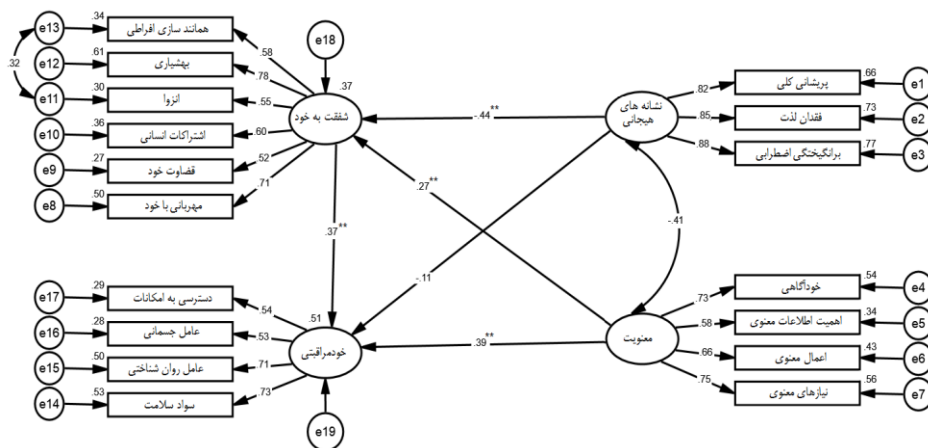 e13
.34
همانند سازی افراطی
.58
e12
.61
بهشیاری
.78
.32
e11
.30
انزوا
.55
e10
.36
اشتراکات انسانی
.60
e9
.27
قضاوت خود
.52
e8
.50
مهربانی با خود
.71
e18
.37
شفقت به خود
-.44**
نشانه های
هیجانی
.82
پریشانی کلی
.66
e1
.85
فقدان لذت
.73
e2
.88
برانگیختگی اضطرابی
.77
e3
.27**
.37**
-.11
-.41
e17
.29
دسترسی به امکانات
.54
e16
.28
عامل جسمانی
.53
e15
.50
عامل روان شناختی
.71
e14
.53
سواد سلامت
.73
.51
خودمراقبتی
e19
**
.39
معنویت
.73
خودآگاهی
.54
e4
.58
اهمیت اطلاعات معنوی
.34
e5
.66
اعمال معنوی
.43
e6
.75
نیازهای معنوی
.56
e7